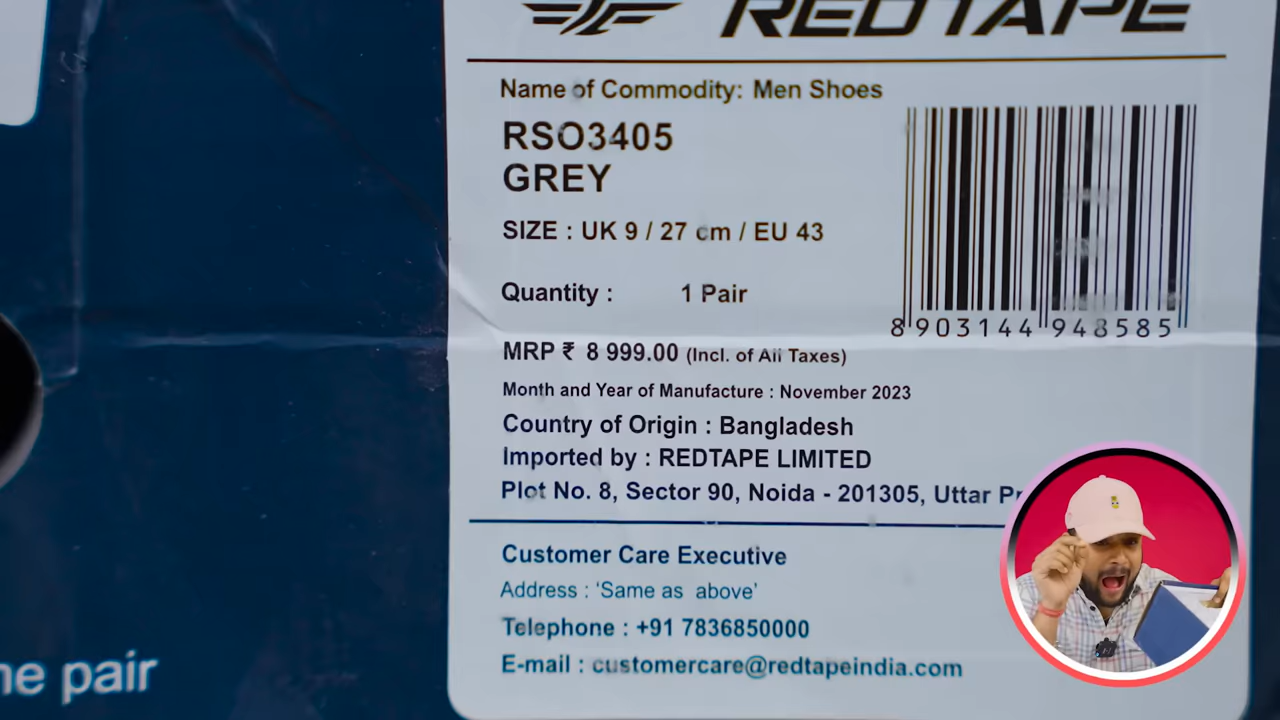 REDTAPE
Name of Commodity: Men Shoes
RSO3405
GREY
SIZE : UK 9 / 27 cm / EU 43
Quantity : 1 Pair
8 903144 948585
MRP ₹ 8 999.00 (Incl. of All Taxes)
Month and Year of Manufacture : November 2023
Country of Origin : Bangladesh
Imported by : REDTAPE LIMITED
Plot No. 8, Sector 90, Noida - 201305, Uttar
Customer Care Executive
Address : ‘Same as above’
Telephone : +91 7836850000
E-mail : customercare@redtapeindia.com
pair